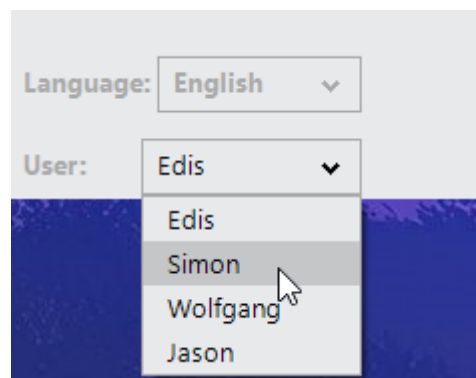 Language: English
User: Edis
Edis
Simon
Wolfgang
Jason